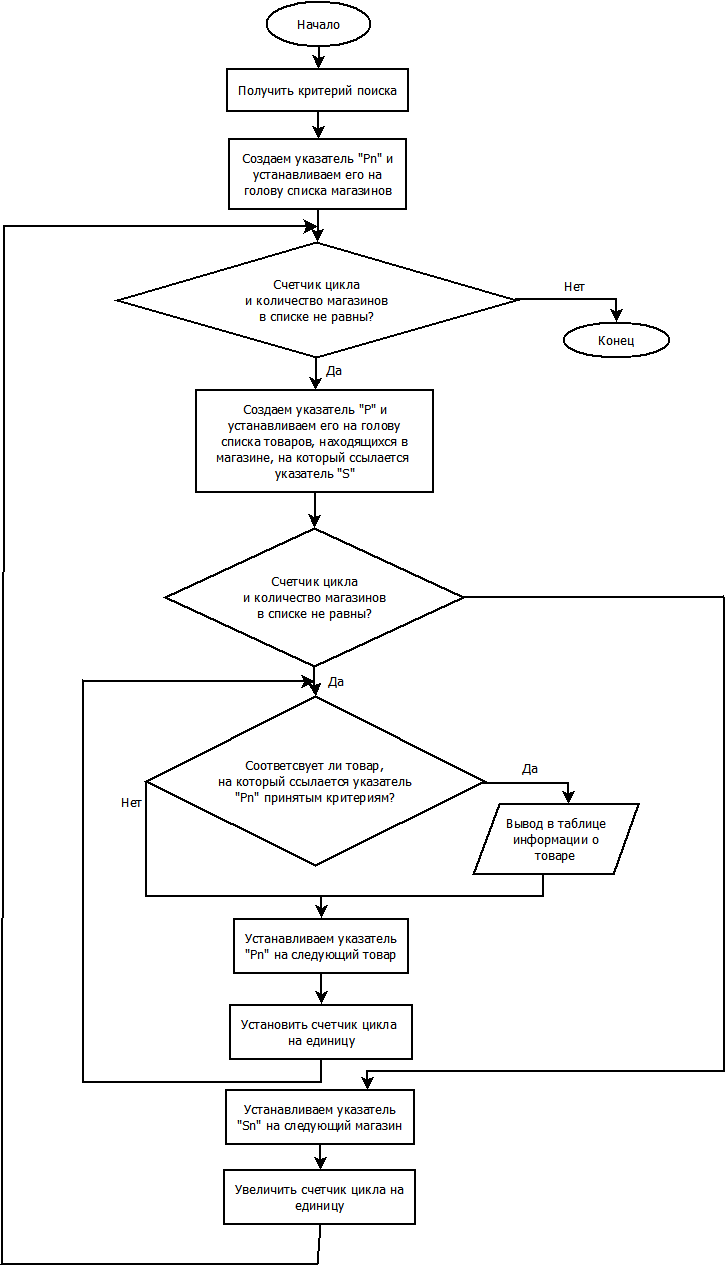 Начало
Получить критерий поиска
Создаем указатель "Pn" и
устанавливаем его на
голову списка магазинов
Счетчик цикла
и количество магазинов
в списке не равны?
Нет
Конец
Да
Создаем указатель "P" и
устанавливаем его на голову
списка товаров, находящихся в
магазине, на который ссылается
указатель "S"
Счетчик цикла
и количество магазинов
в списке не равны?
Да
Соответсвует ли товар,
на который ссылается указатель
"Pn" принятым критериям?
Да
Нет
Вывод в таблице
информации о
товаре
Устанавливаем указатель
"Pn" на следующий товар
Установить счетчик цикла
на единицу
Устанавливаем указатель
"Sn" на следующий магазин
Увеличить счетчик цикла на
единицу